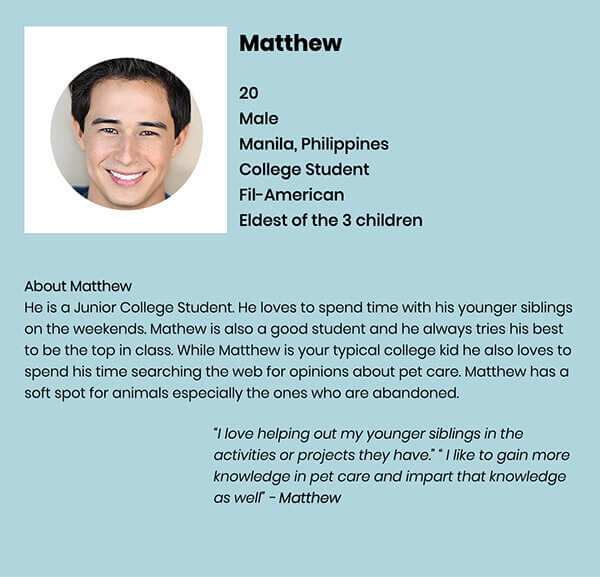 Matthew
20
Male
Manila, Philippines
College Student
Fil-American
Eldest of the 3 children
About Matthew
He is a Junior College Student. He loves to spend time with his younger siblings
on the weekends. Mathew is also a good student and he always tries his best
to be the top in class. While Matthew is your typical college kid he also loves to
spend his time searching the web for opinions about pet care. Matthew has a
soft spot for animals especially the ones who are abandoned.
“I love helping out my younger siblings in the
activities or projects they have.” “ I like to gain more
knowledge in pet care and impart that knowledge
as well” - Matthew